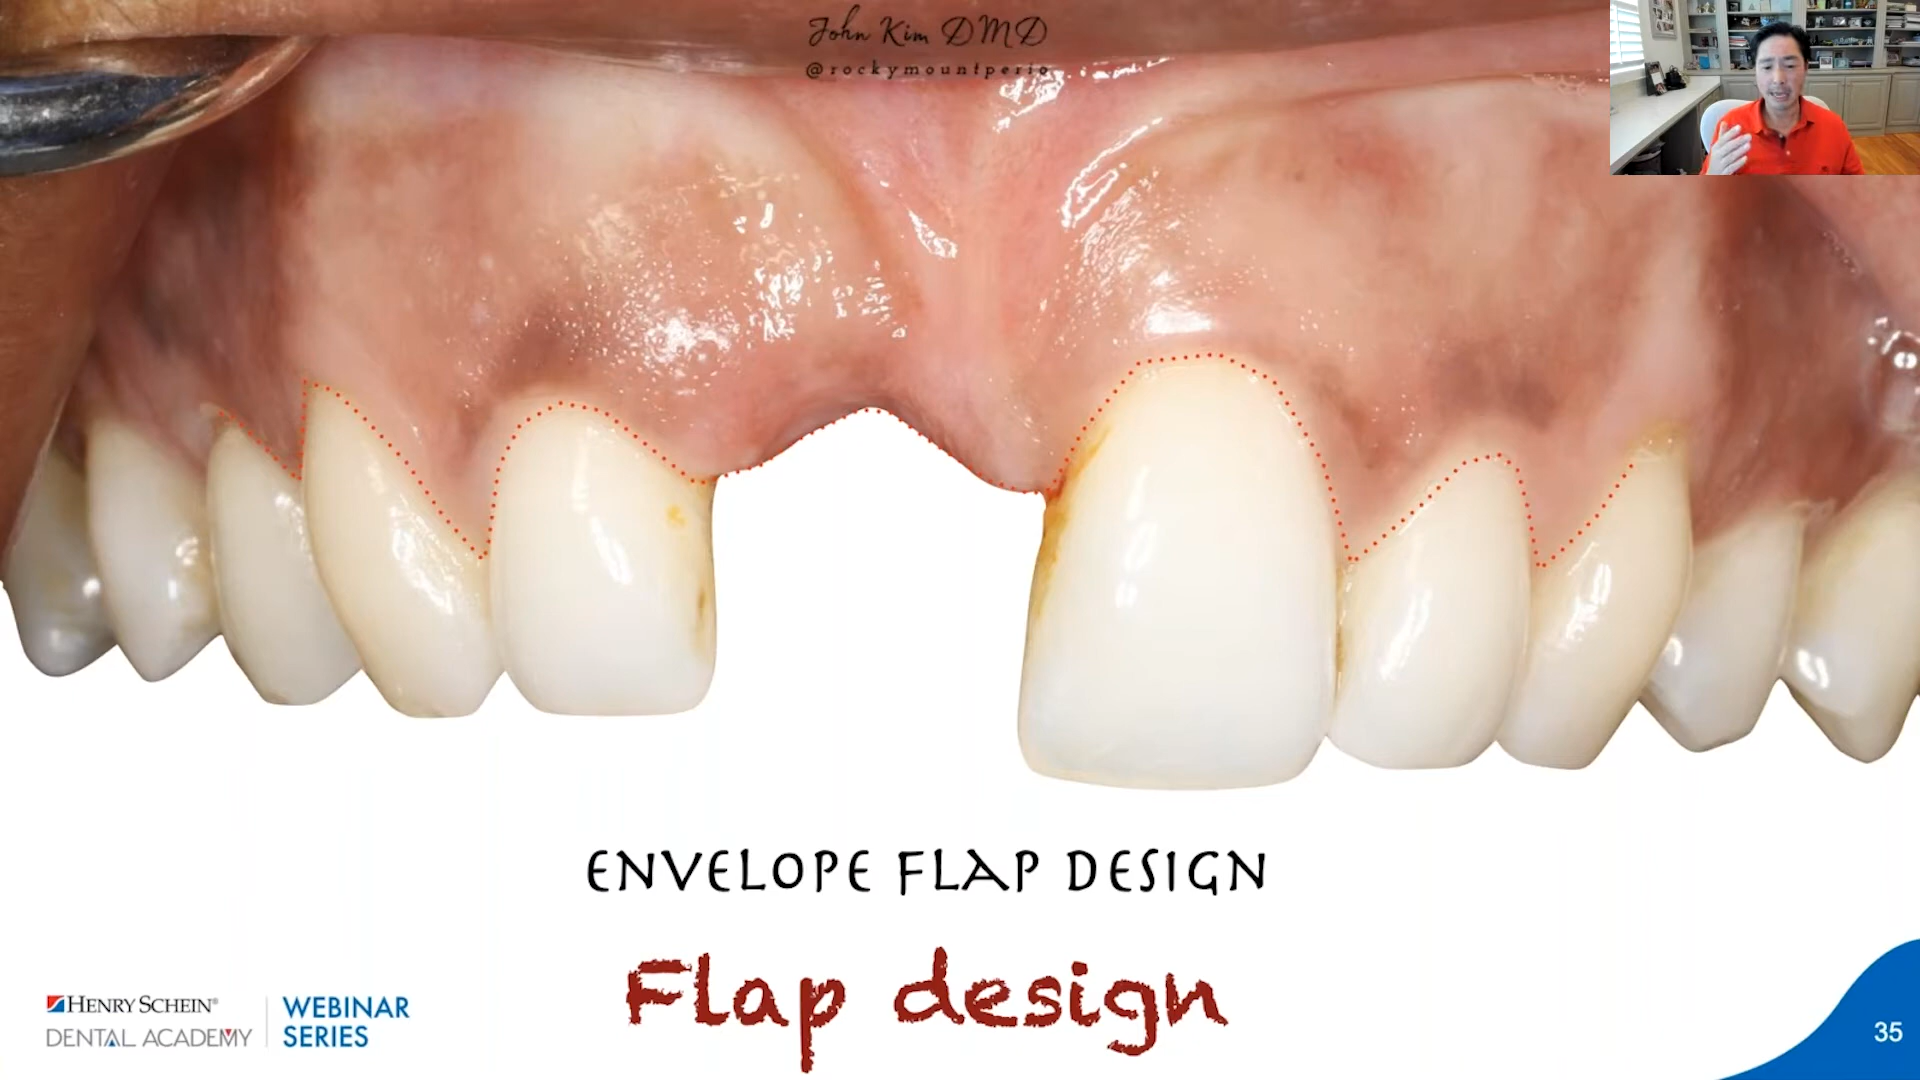 John Kim DMD
@rockymountperio
ENVELOPE FLAP DESIGN
Flap design
HENRY SCHEIN®
DENTAL ACADEMY
WEBINAR
SERIES
35